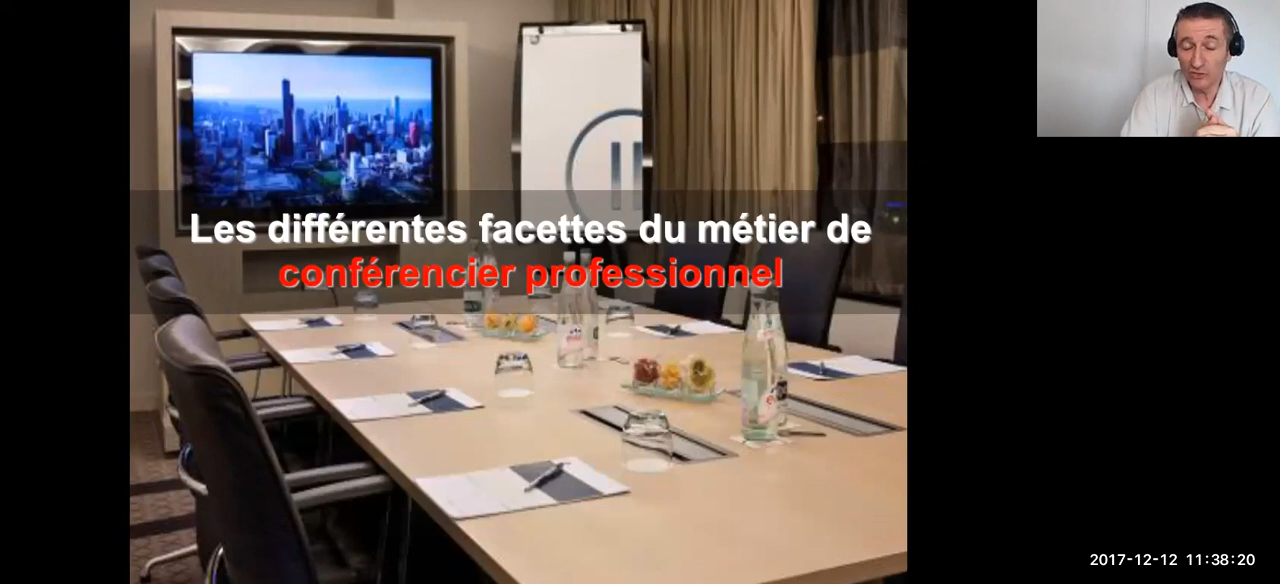 Les différentes facettes du métier de
conférencier professionnel
2017-12-12 11:38:20